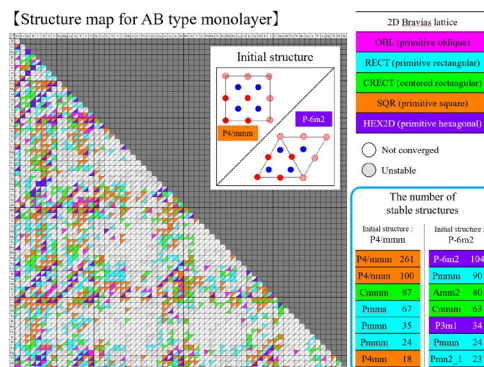 【Structure map for AB type monolayer】
Initial structure
P4/mmm
P-6m2
2D Bravias lattice
OBL (primitive oblique)
RECT (primitive rectangular)
CRECT (centered rectangular)
SQR (primitive square)
HEX2D (primitive hexagonal)
Not converged
Unstable
The number of
stable structures
Initial structure :
P4/mmm
Initial structure :
P-6m2
P4/mmm 261
P4/mmm 100
Cmmm 87
Pmma 67
Pmmn 35
Pmmm 24
P4mm 18
P-6m2 104
Pmmm 90
Amm2 80
Cmmm 63
P3m1 34
Pmmn 24
Pmn2_1 23